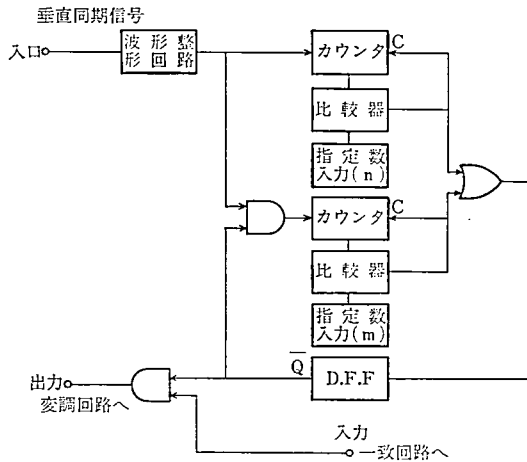 垂直同期信号
入口
波形整
形回路
カウンタ
C
比較器
指定数
入力(n)
カウンタ
C
比較器
指定数
入力(m)
Q
D.F.F
出力
変調回路へ
入力
一致回路へ